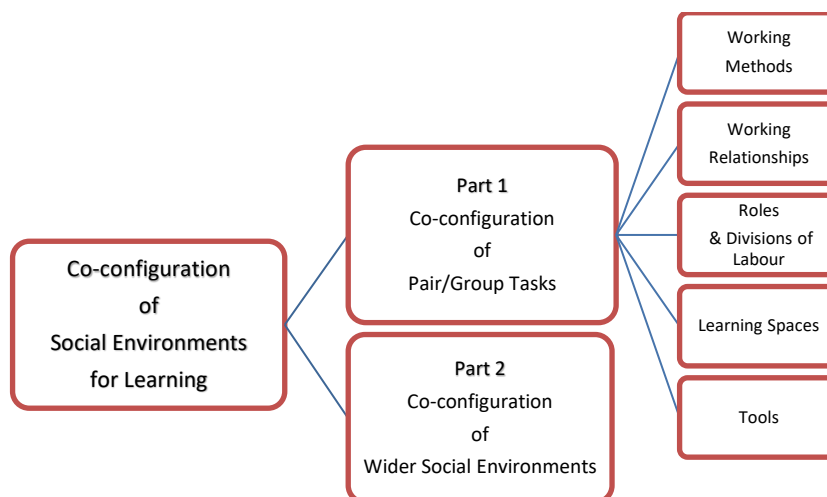 Co-configuration
of
Social Environments
for Learning
Part 1
Co-configuration
of
Pair/Group Tasks
Part 2
Co-configuration
of
Wider Social Environments
Working
Methods
Working
Relationships
Roles
& Divisions of
Labour
Learning Spaces
Tools